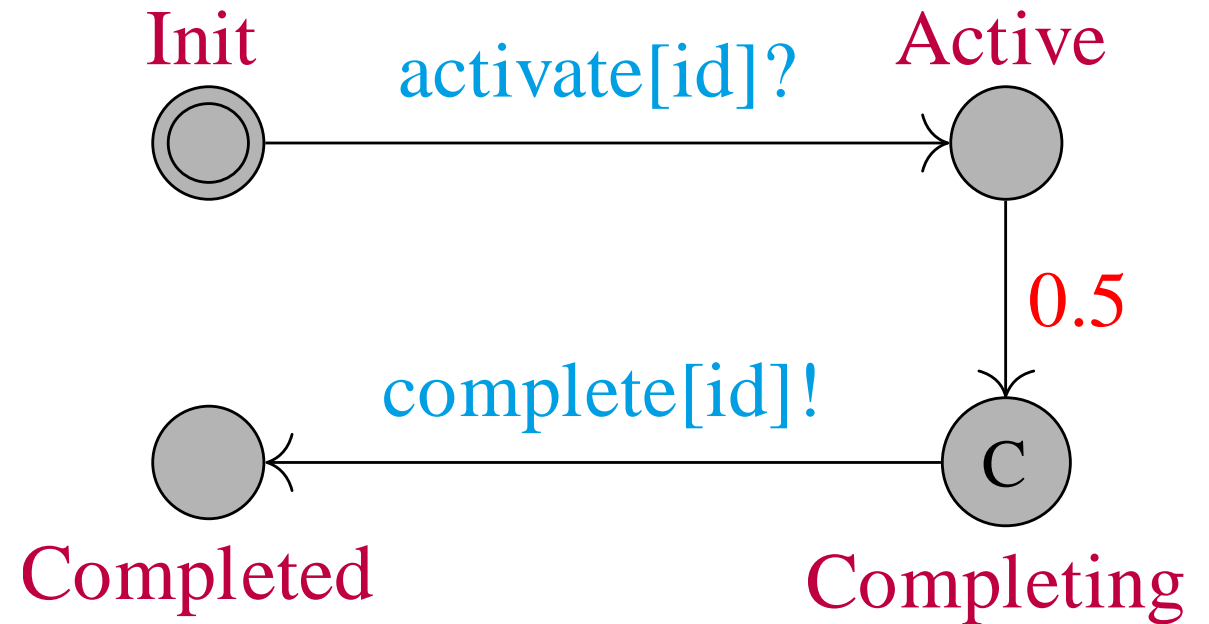 Init
activate[id]?
Active
0.5
complete[id]!
C
Completed
Completing